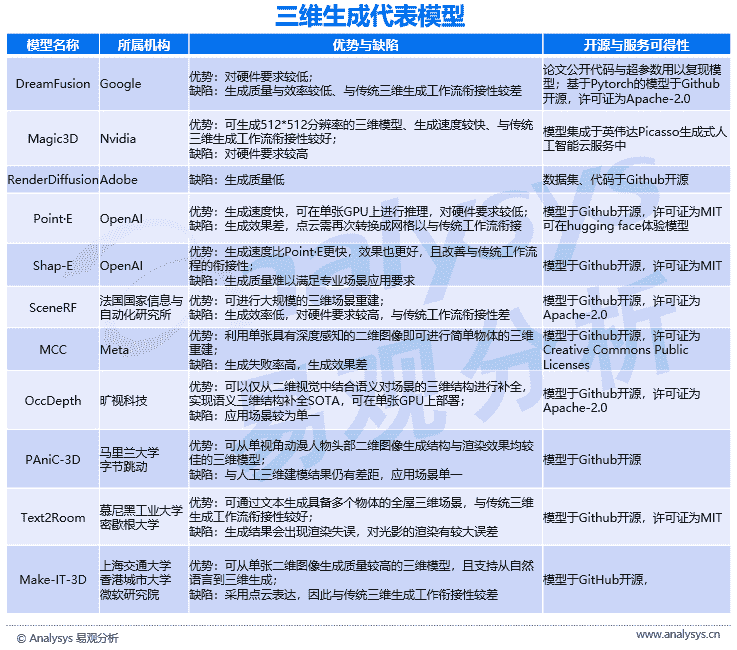 三维生成代表模型
模型名称 所属机构 优势与缺陷 开源与服务可得性
DreamFusion Google
优势：对硬件要求较低；
缺陷：生成质量与效率较低、与传统三维生成工作流衔接性较差
论文公开代码与超参数用以复现模
型；基于Pytorch的模型于Github
开源，许可证为Apache-2.0
Magic3D Nvidia
优势：可生成512*512分辨率的三维模型、生成速度较快、与传统
三维生成工作流衔接性较好；
缺陷：对硬件要求较高
模型集成于英伟达Picasso生成式人
工智能云服务中
RenderDiffusion Adobe
缺陷：生成质量低
数据集、代码于Github开源
Point·E OpenAI
优势：生成速度快，可在单张GPU上进行推理，对硬件要求较低；
缺陷：生成效果差，点云需再次转换成网格以与传统工作流衔接
模型于Github开源，许可证为MIT
可在hugging face体验模型
Shap-E OpenAI
优势：生成速度比Point·E更快，效果也更好，且改善与传统工作流
程的衔接性；
缺陷：生成质量难以满足专业场景应用要求
模型于Github开源，许可证为MIT
SceneRF
法国国家信息与
自动化研究所
优势：可进行大规模的三维场景重建；
缺陷：生成效率低，对硬件要求较高，与传统工作流衔接性差
模型于Github开源，许可证为
Apache-2.0
MCC Meta
优势：利用单张具有深度感知的二维图像即可进行简单物体的三维
重建；
缺陷：生成失败率高，生成效果差
模型于Github开源，许可证为
Creative Commons Public
Licenses
OccDepth 旷视科技
优势：可以仅从二维视觉中结合语义对场景的三维结构进行补全，
实现语义三维结构补全SOTA，可在单张GPU上部署；
缺陷：应用场景较为单一
模型于Github开源，许可证为
Apache-2.0
PAniC-3D
马里兰大学
字节跳动
优势：可从单视角动漫人物头部二维图像生成结构与渲染效果均较
佳的三维模型；
缺陷：与人工三维建模结果仍有差距，应用场景单一
模型于Github开源
Text2Room
慕尼黑工业大学
密歇根大学
优势：可通过文本生成具备多个物体的全屋三维场景，与传统三维
生成工作流衔接性较好；
缺陷：生成结果会出现渲染失误，对光影的渲染有较大误差
模型于Github开源，许可证为MIT
Make-IT-3D
上海交通大学
香港城市大学
微软研究院
优势：可从单张二维图像生成质量较高的三维模型，且支持从自然
语言到三维生成；
缺陷：采用点云表达，因此与传统三维生成工作衔接性较差
模型于GitHub开源，
nalysys
易观分析
© Analysys 易观分析
www.analysys.cn